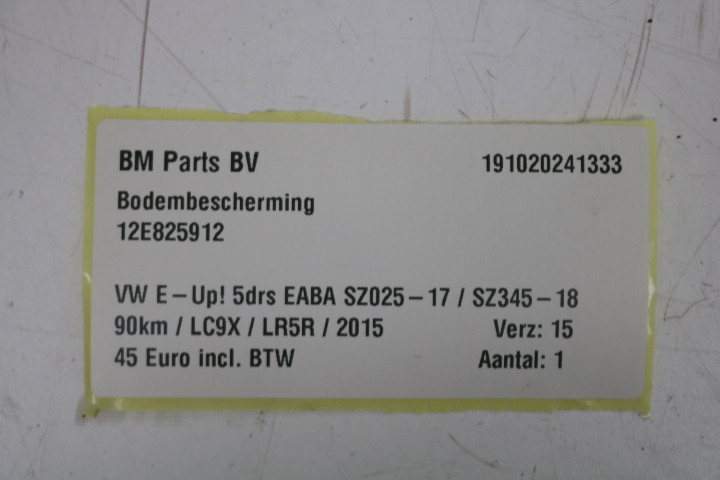 BM Parts BV 191020241333
Bodembescherming
12E825912
VW E-Up! 5drs EABA SZ025-17 / SZ345-18
90km / LC9X / LR5R / 2015 Verz: 15
45 Euro incl. BTW Aantal: 1